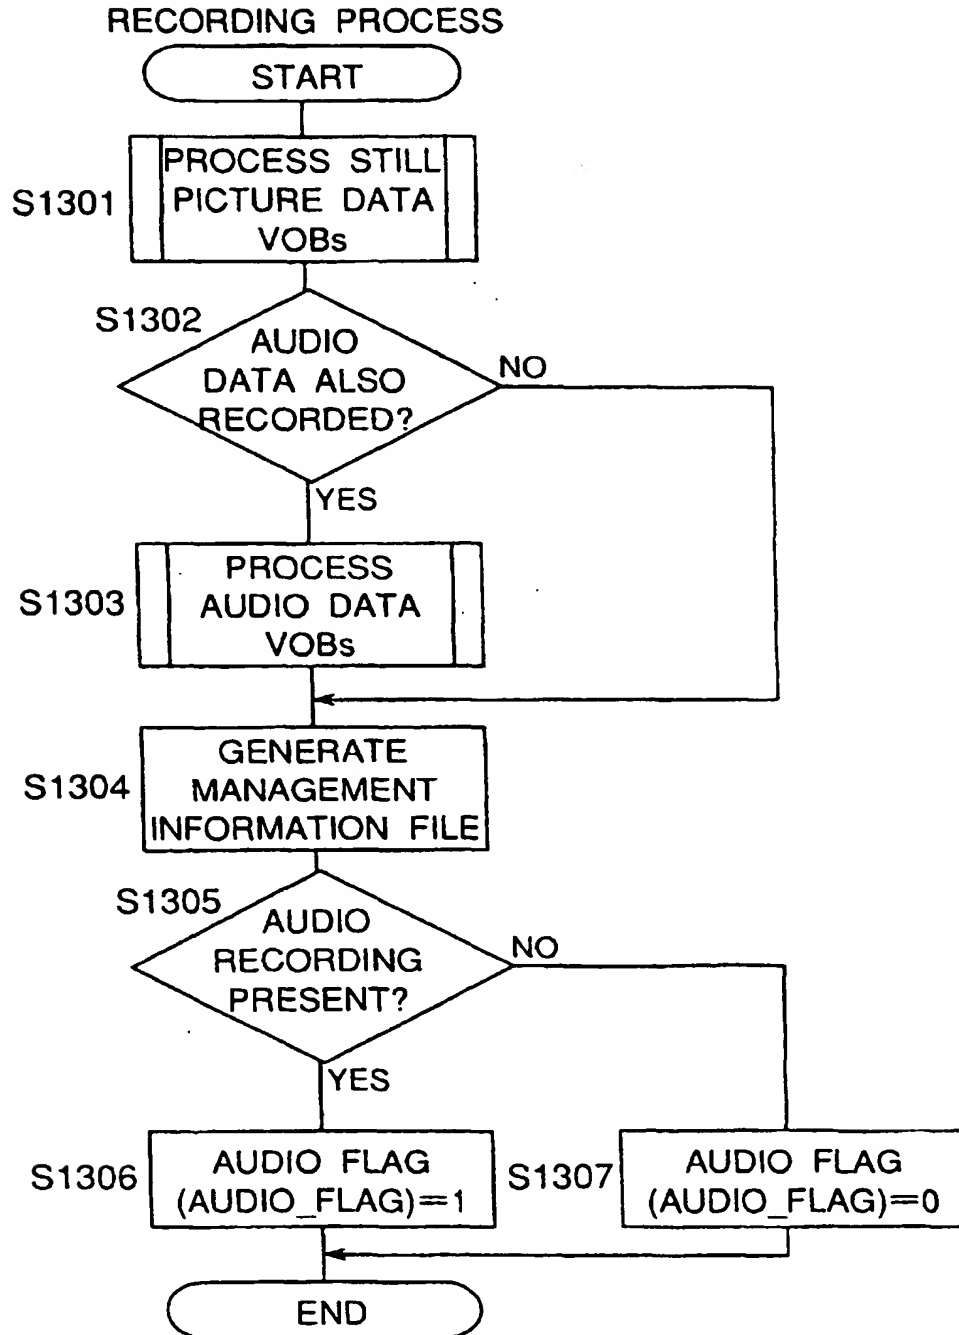 RECORDING PROCESS
START
S1301
PROCESS STILL
PICTURE DATA
VOBs
S1302
AUDIO
DATA ALSO
RECORDED?
NO
YES
S1303
PROCESS
AUDIO DATA
VOBs
S1304
GENERATE
MANAGEMENT
INFORMATION FILE
S1305
AUDIO
RECORDING
PRESENT?
NO
YES
S1306
AUDIO FLAG
(AUDIO_FLAG)=1
S1307
AUDIO FLAG
(AUDIO_FLAG)=0
END